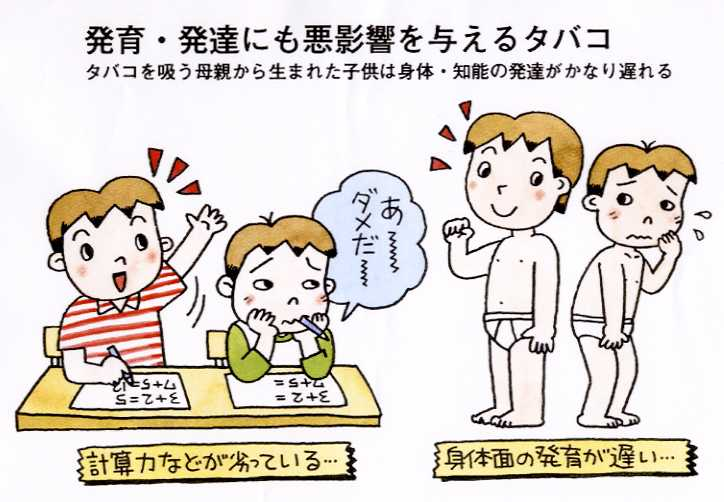 発育・発達にも悪影響を与えるタバコ
タバコを吸う母親から生まれた子供は身体・知能の発達がかなり遅れる
あ〜〜
ダメだ〜〜
3+2=5
7+5=12
3+2=
7+5=
計算力などが劣っている…
身体面の発育が遅い…